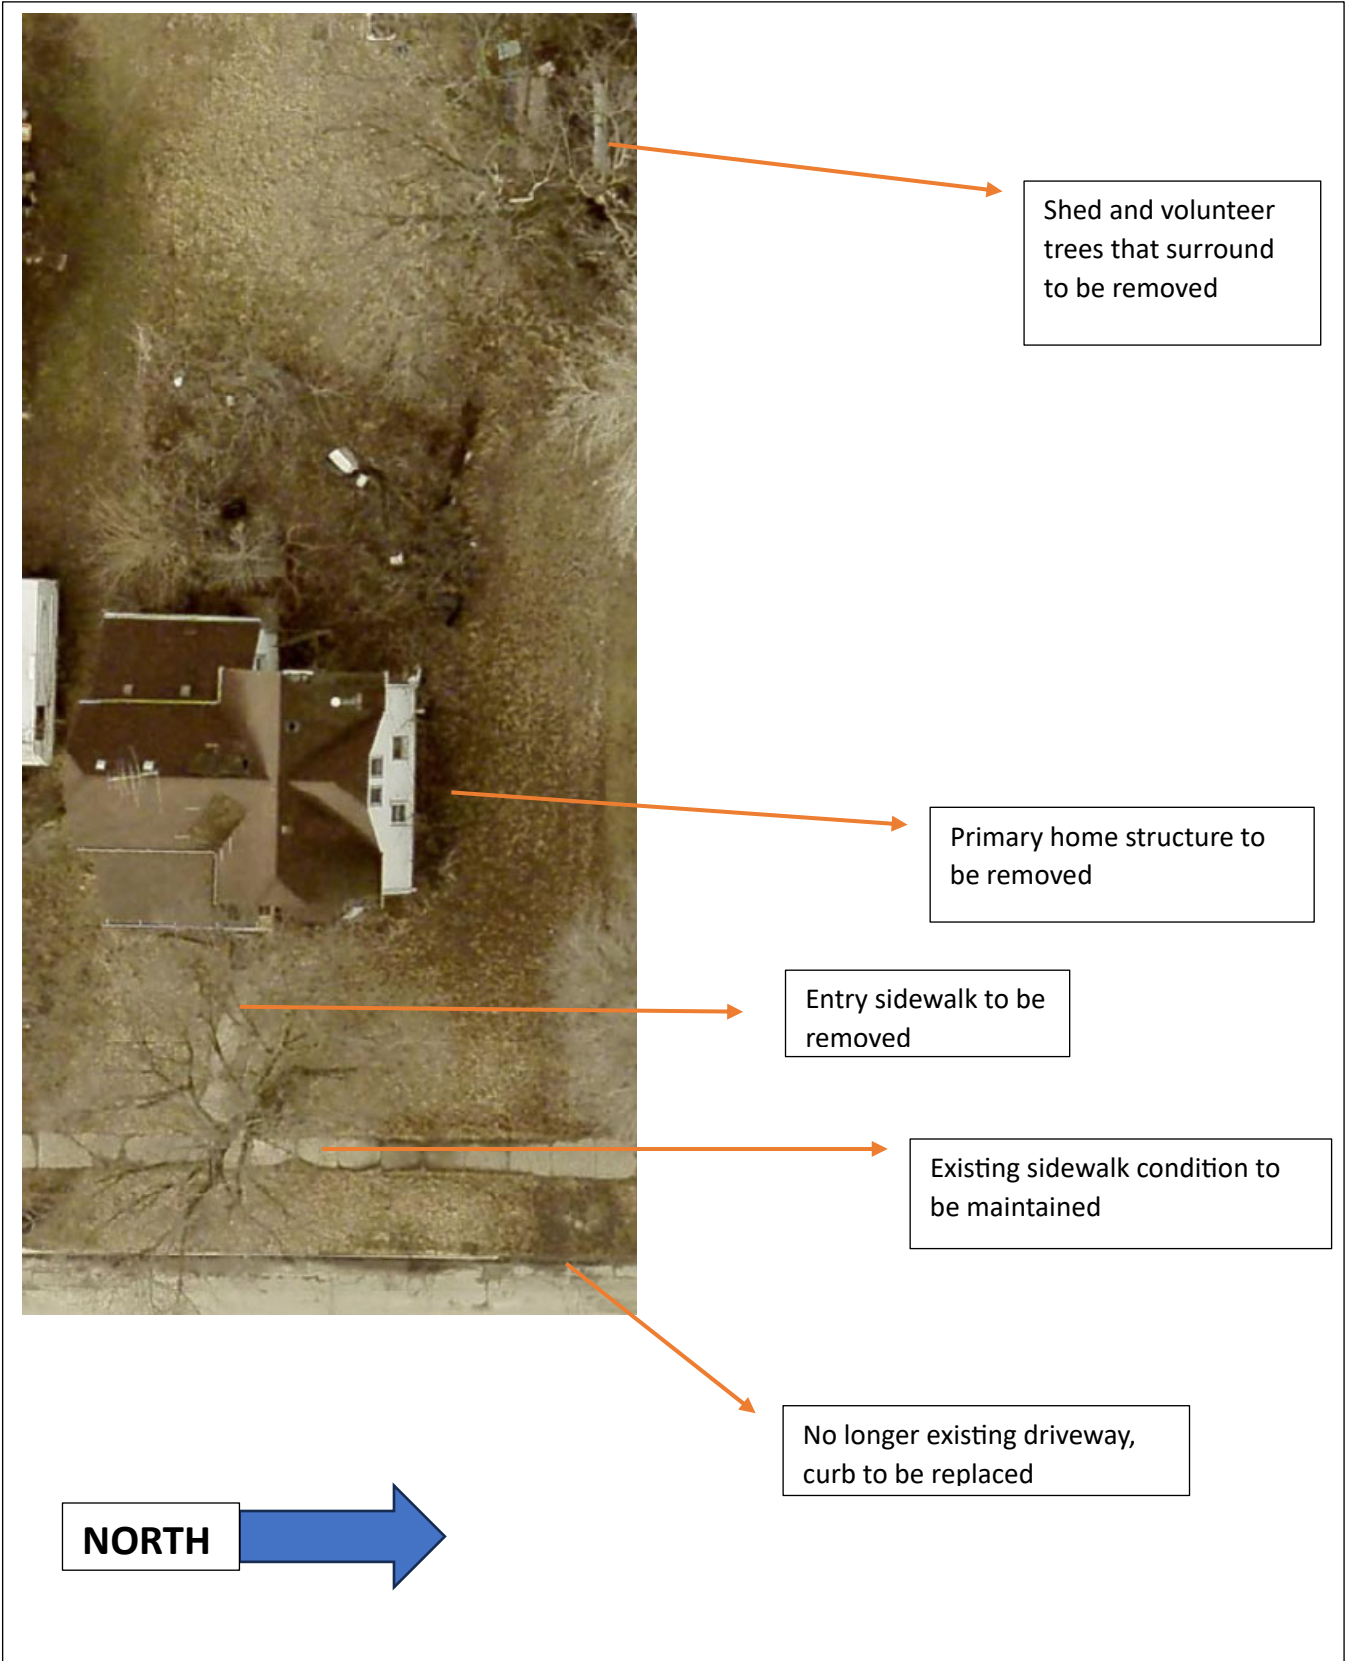 Shed and volunteer
trees that surround
to be removed
Primary home structure to
be removed
Entry sidewalk to be
removed
Existing sidewalk condition to
be maintained
No longer existing driveway,
curb to be replaced
NORTH